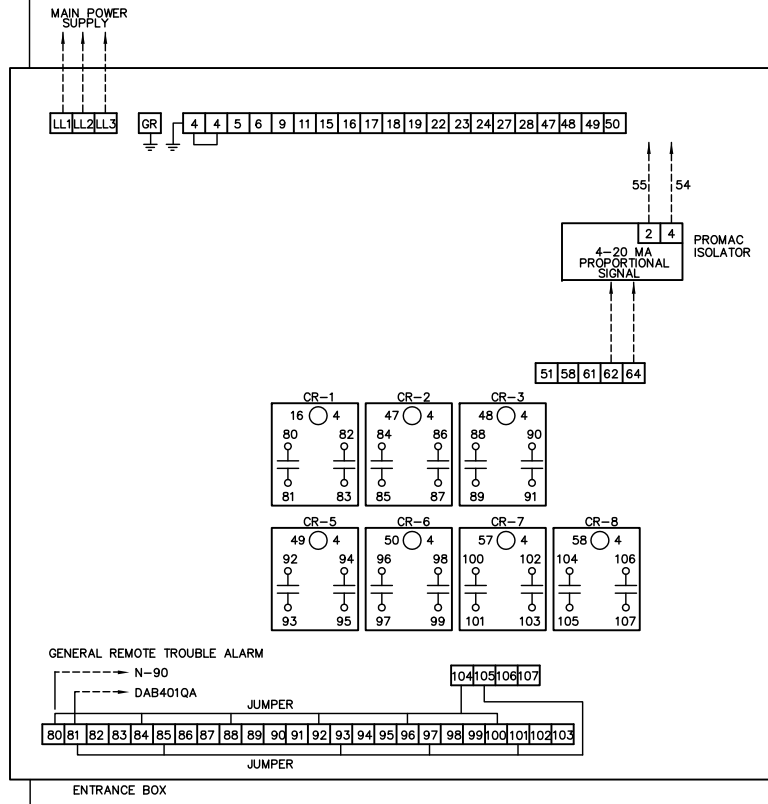 MAIN POWER
SUPPLY
LL1 LL2 LL3 GR 4 4 5 6 9 11 15 16 17 18 19 22 23 24 27 28 47 48 49 50
55 54
2 4
4-20 MA
PROPORTIONAL
SIGNAL
PROMAC
ISOLATOR
51 58 61 62 64
CR-1 CR-2 CR-3
16 4 47 4 48 4
80 82 84 86 88 90
81 83 85 87 89 91
CR-5 CR-6 CR-7 CR-8
49 4 50 4 57 4 58 4
92 94 96 98 100 102 104 106
93 95 97 99 101 103 105 107
GENERAL REMOTE TROUBLE ALARM
N-90
104 105 106 107
DAB401QA
JUMPER
80 81 82 83 84 85 86 87 88 89 90 91 92 93 94 95 96 97 98 99 100 101 102 103
JUMPER
ENTRANCE BOX